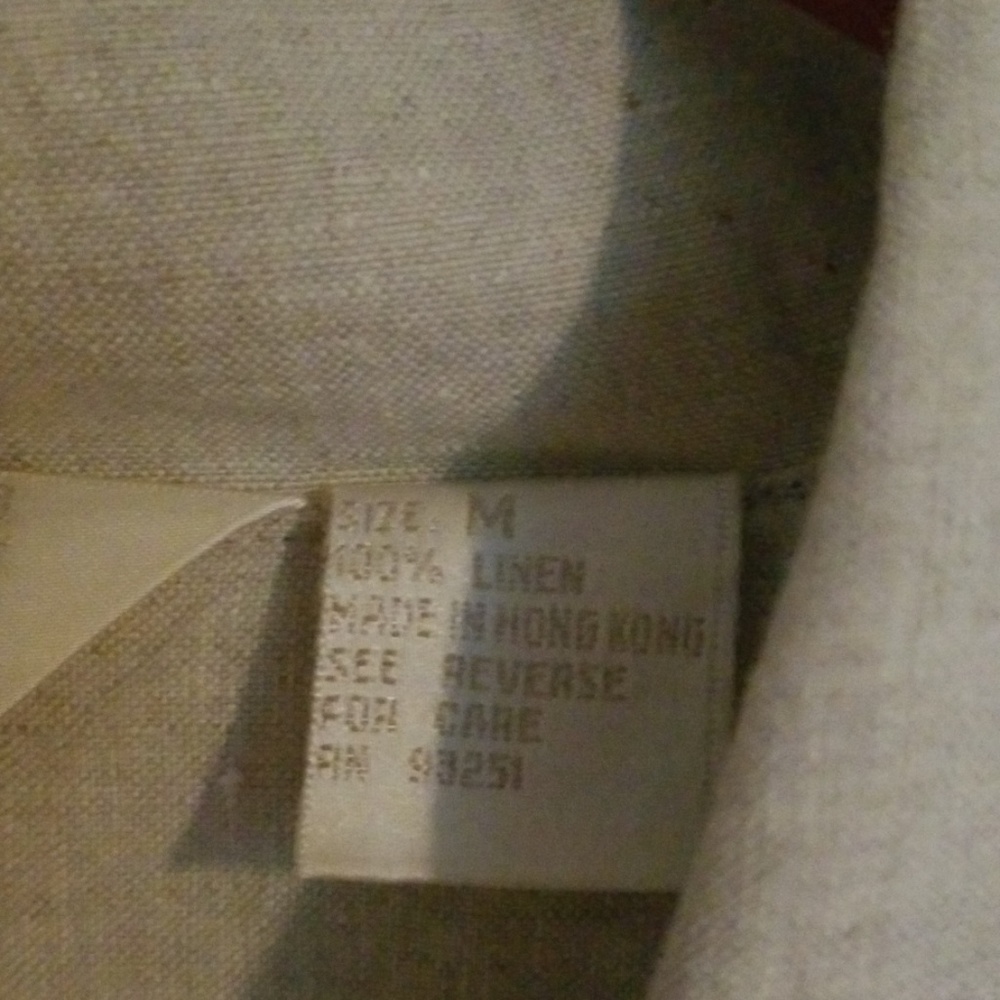 SIZE: M
100% LINEN
MADE IN HONG KONG
SEE REVERSE
FOR CARE
RN 93251